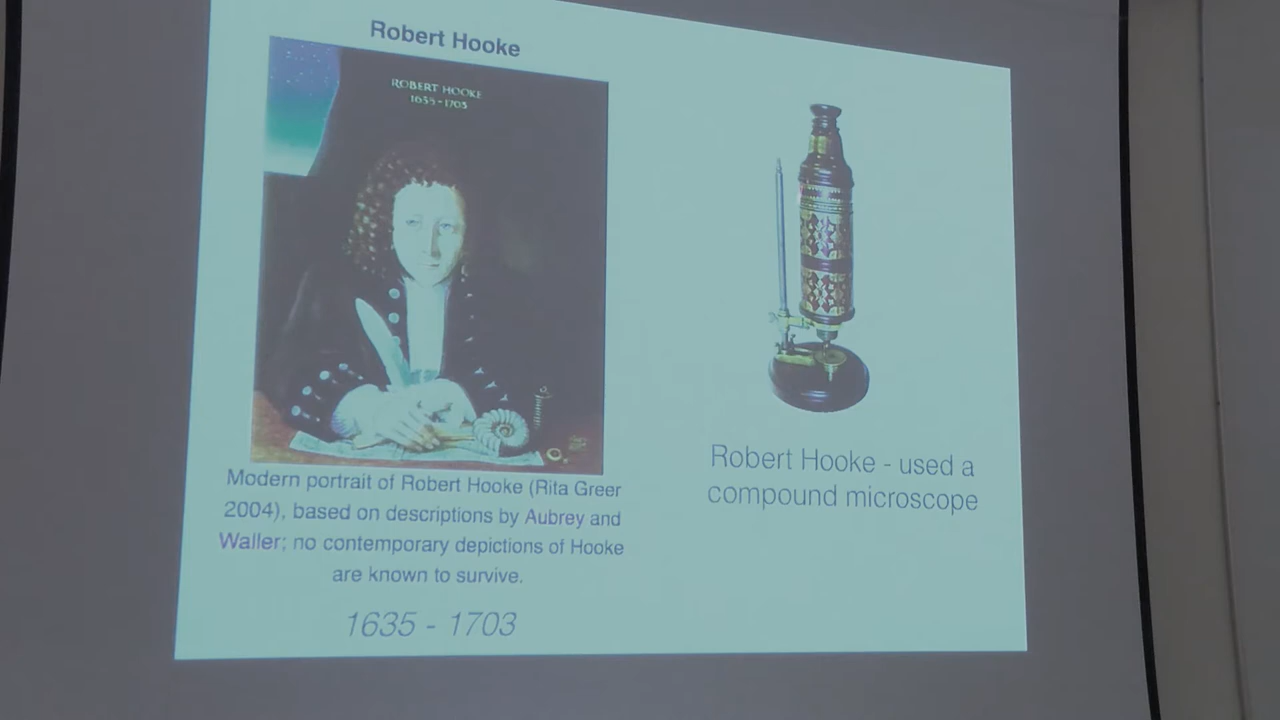 Robert Hooke
ROBERT HOOKE
1635-1703
Modern portrait of Robert Hooke (Rita Greer
2004), based on descriptions by Aubrey and
Waller; no contemporary depictions of Hooke
are known to survive.
1635 - 1703
Robert Hooke - used a
compound microscope